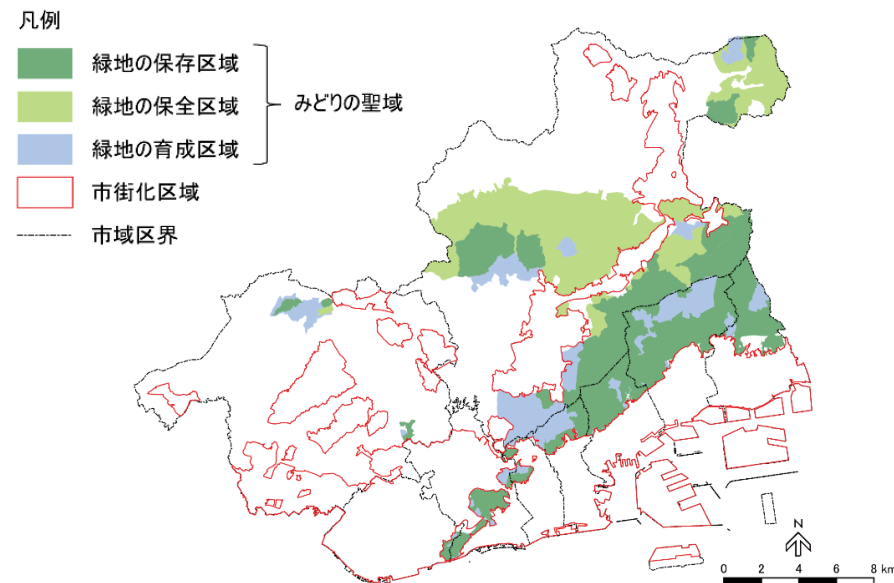 凡例
緑地の保存区域
緑地の保全区域
みどりの聖域
緑地の育成区域
市街化区域
市域区界
N
0 2 4 6 8 km